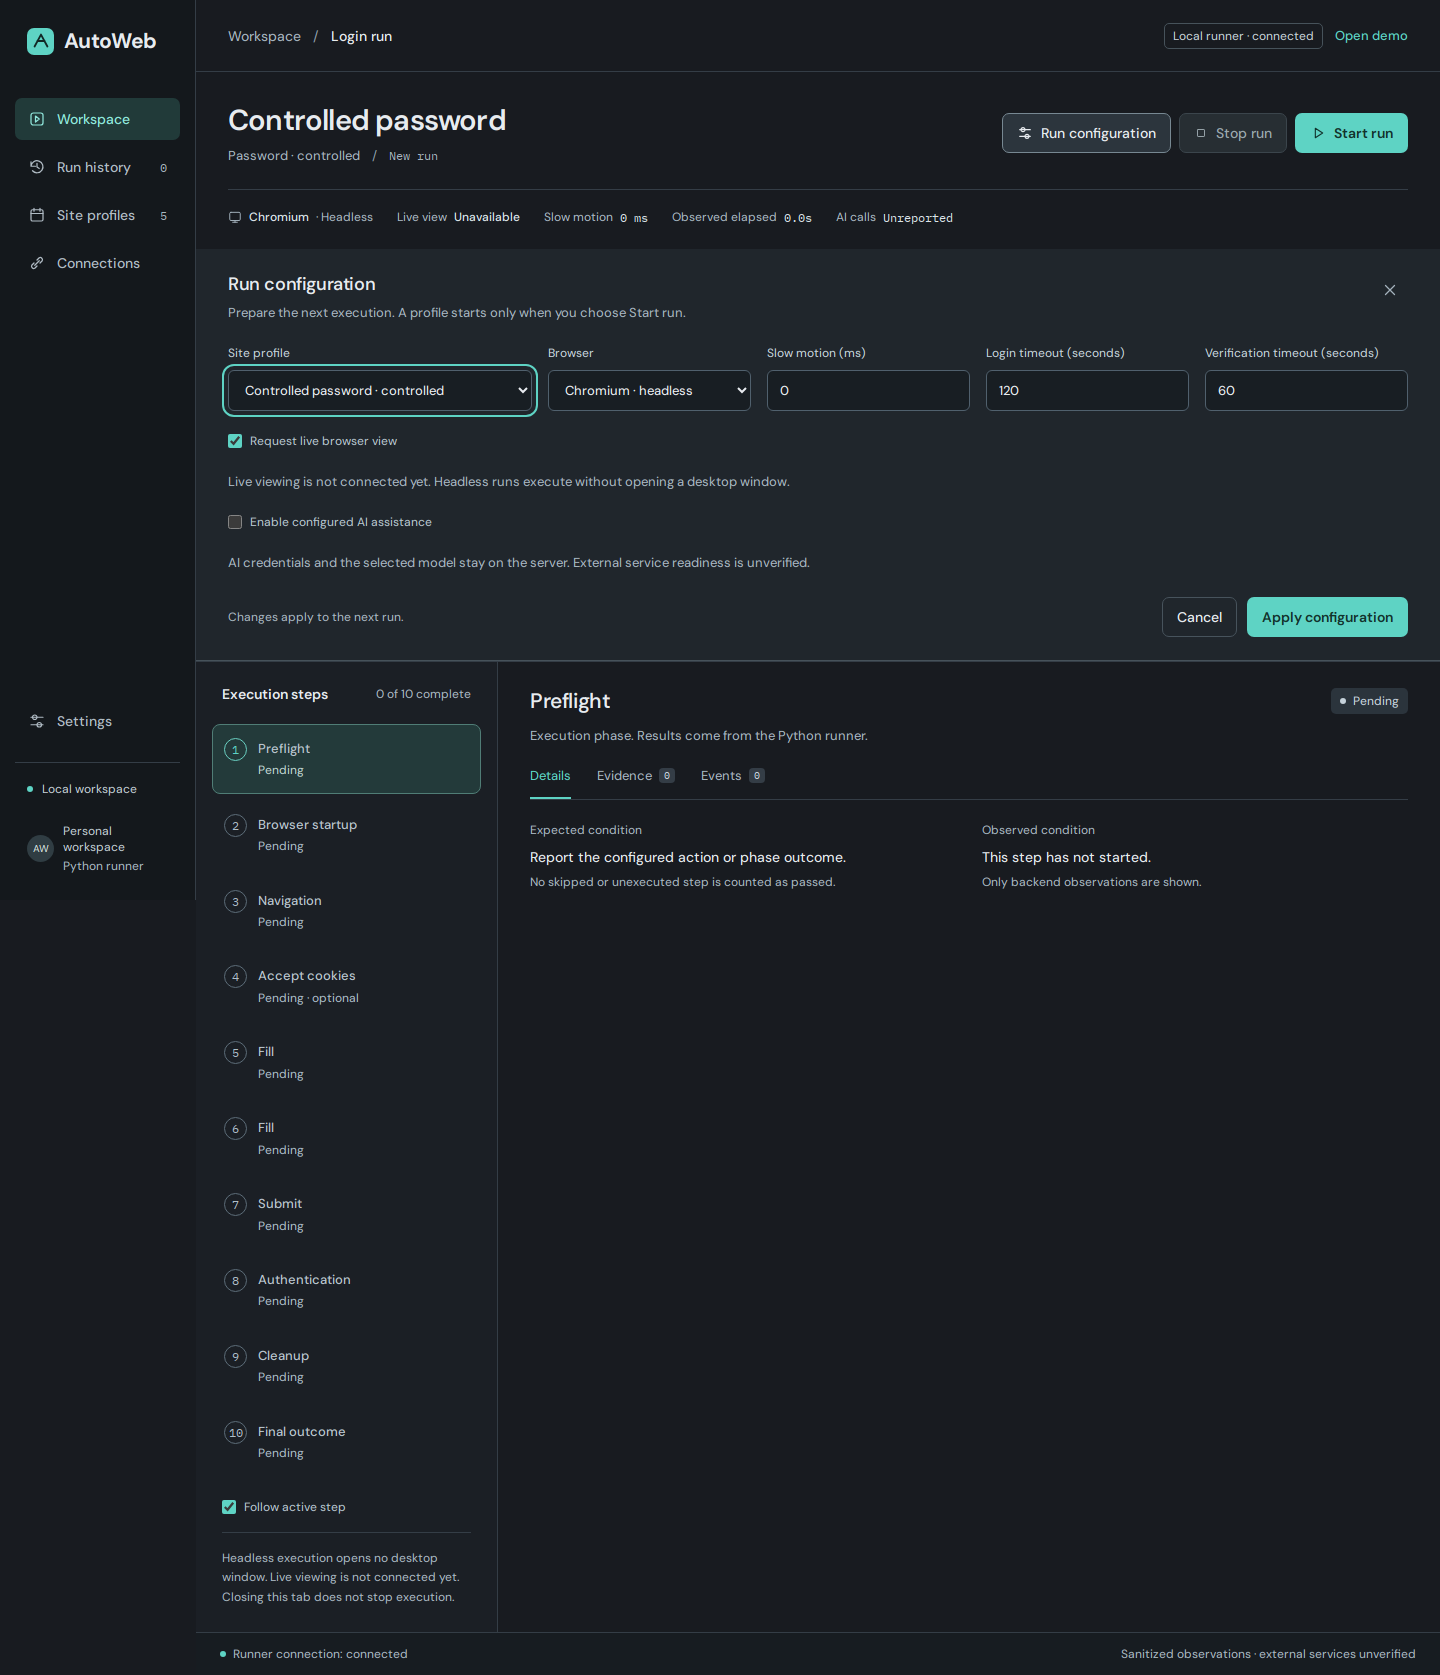 AutoWeb
Workspace
Run history 0
Site profiles 5
Connections
Settings
Local workspace
AW
Personal
workspace
Python runner
Workspace / Login run
Local runner · connected
Open demo
Controlled password
Password · controlled / New run
Run configuration
Stop run
Start run
Chromium · Headless
Live view Unavailable
Slow motion 0 ms
Observed elapsed 0.0s
AI calls Unreported
Run configuration
Prepare the next execution. A profile starts only when you choose Start run.
Site profile
Controlled password · controlled
Browser
Chromium · headless
Slow motion (ms)
0
Login timeout (seconds)
120
Verification timeout (seconds)
60
Request live browser view
Live viewing is not connected yet. Headless runs execute without opening a desktop window.
Enable configured AI assistance
AI credentials and the selected model stay on the server. External service readiness is unverified.
Changes apply to the next run.
Cancel
Apply configuration
Execution steps
0 of 10 complete
1 Preflight
Pending
2 Browser startup
Pending
3 Navigation
Pending
4 Accept cookies
Pending · optional
5 Fill
Pending
6 Fill
Pending
7 Submit
Pending
8 Authentication
Pending
9 Cleanup
Pending
10 Final outcome
Pending
Follow active step
Headless execution opens no desktop
window. Live viewing is not connected yet.
Closing this tab does not stop execution.
Preflight
Pending
Execution phase. Results come from the Python runner.
Details
Evidence 0
Events 0
Expected condition
Report the configured action or phase outcome.
No skipped or unexecuted step is counted as passed.
Observed condition
This step has not started.
Only backend observations are shown.
Runner connection: connected
Sanitized observations · external services unverified